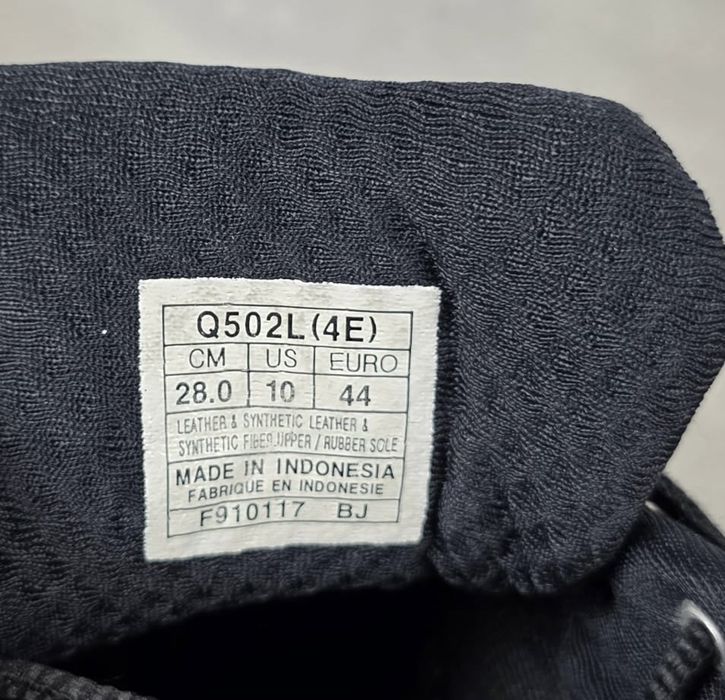 Q502L(4E)
CM US EURO
28.0 10 44
LEATHER & SYNTHETIC LEATHER &
SYNTHETIC FIBER UPPER / RUBBER SOLE
MADE IN INDONESIA
FABRIQUE EN INDONESIE
F910117 BJ